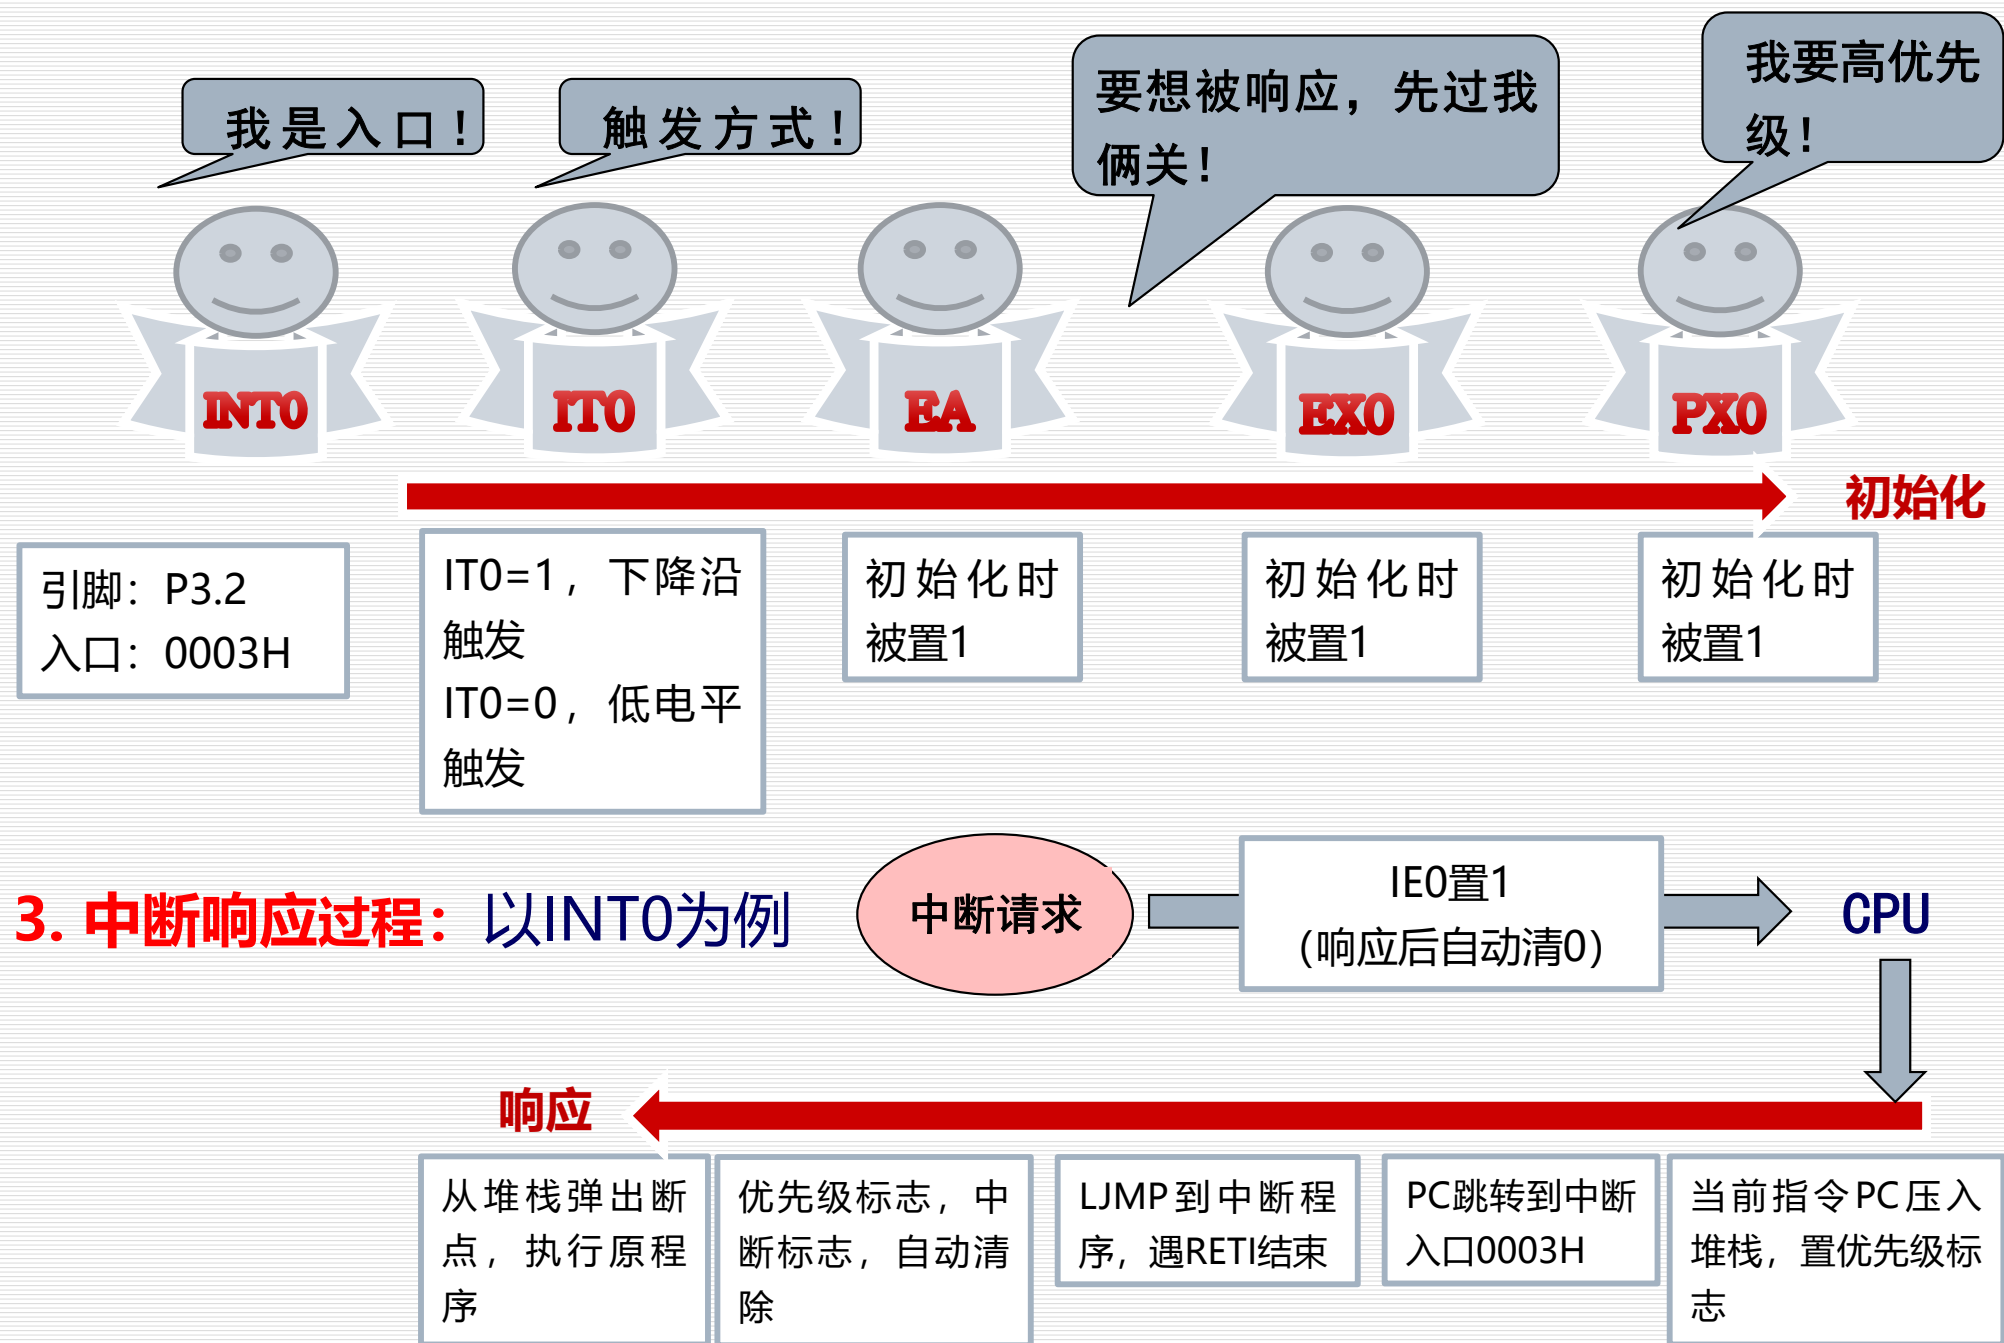 我是入口！
触发方式！
要想被响应，先过我
俩关！
我要高优先
级！
INT0
IT0
EA
EX0
PX0
初始化
引脚：P3.2
入口：0003H
IT0=1，下降沿
触发
IT0=0，低电平
触发
初始化时
被置1
初始化时
被置1
初始化时
被置1
3. 中断响应过程：以INT0为例
中断请求
IE0置1
（响应后自动清0）
CPU
响应
从堆栈弹出断
点，执行原程
序
优先级标志，中
断标志，自动清
除
LJMP到中断程
序，遇RETI结束
PC跳转到中断
入口0003H
当前指令PC压入
堆栈，置优先级标
志